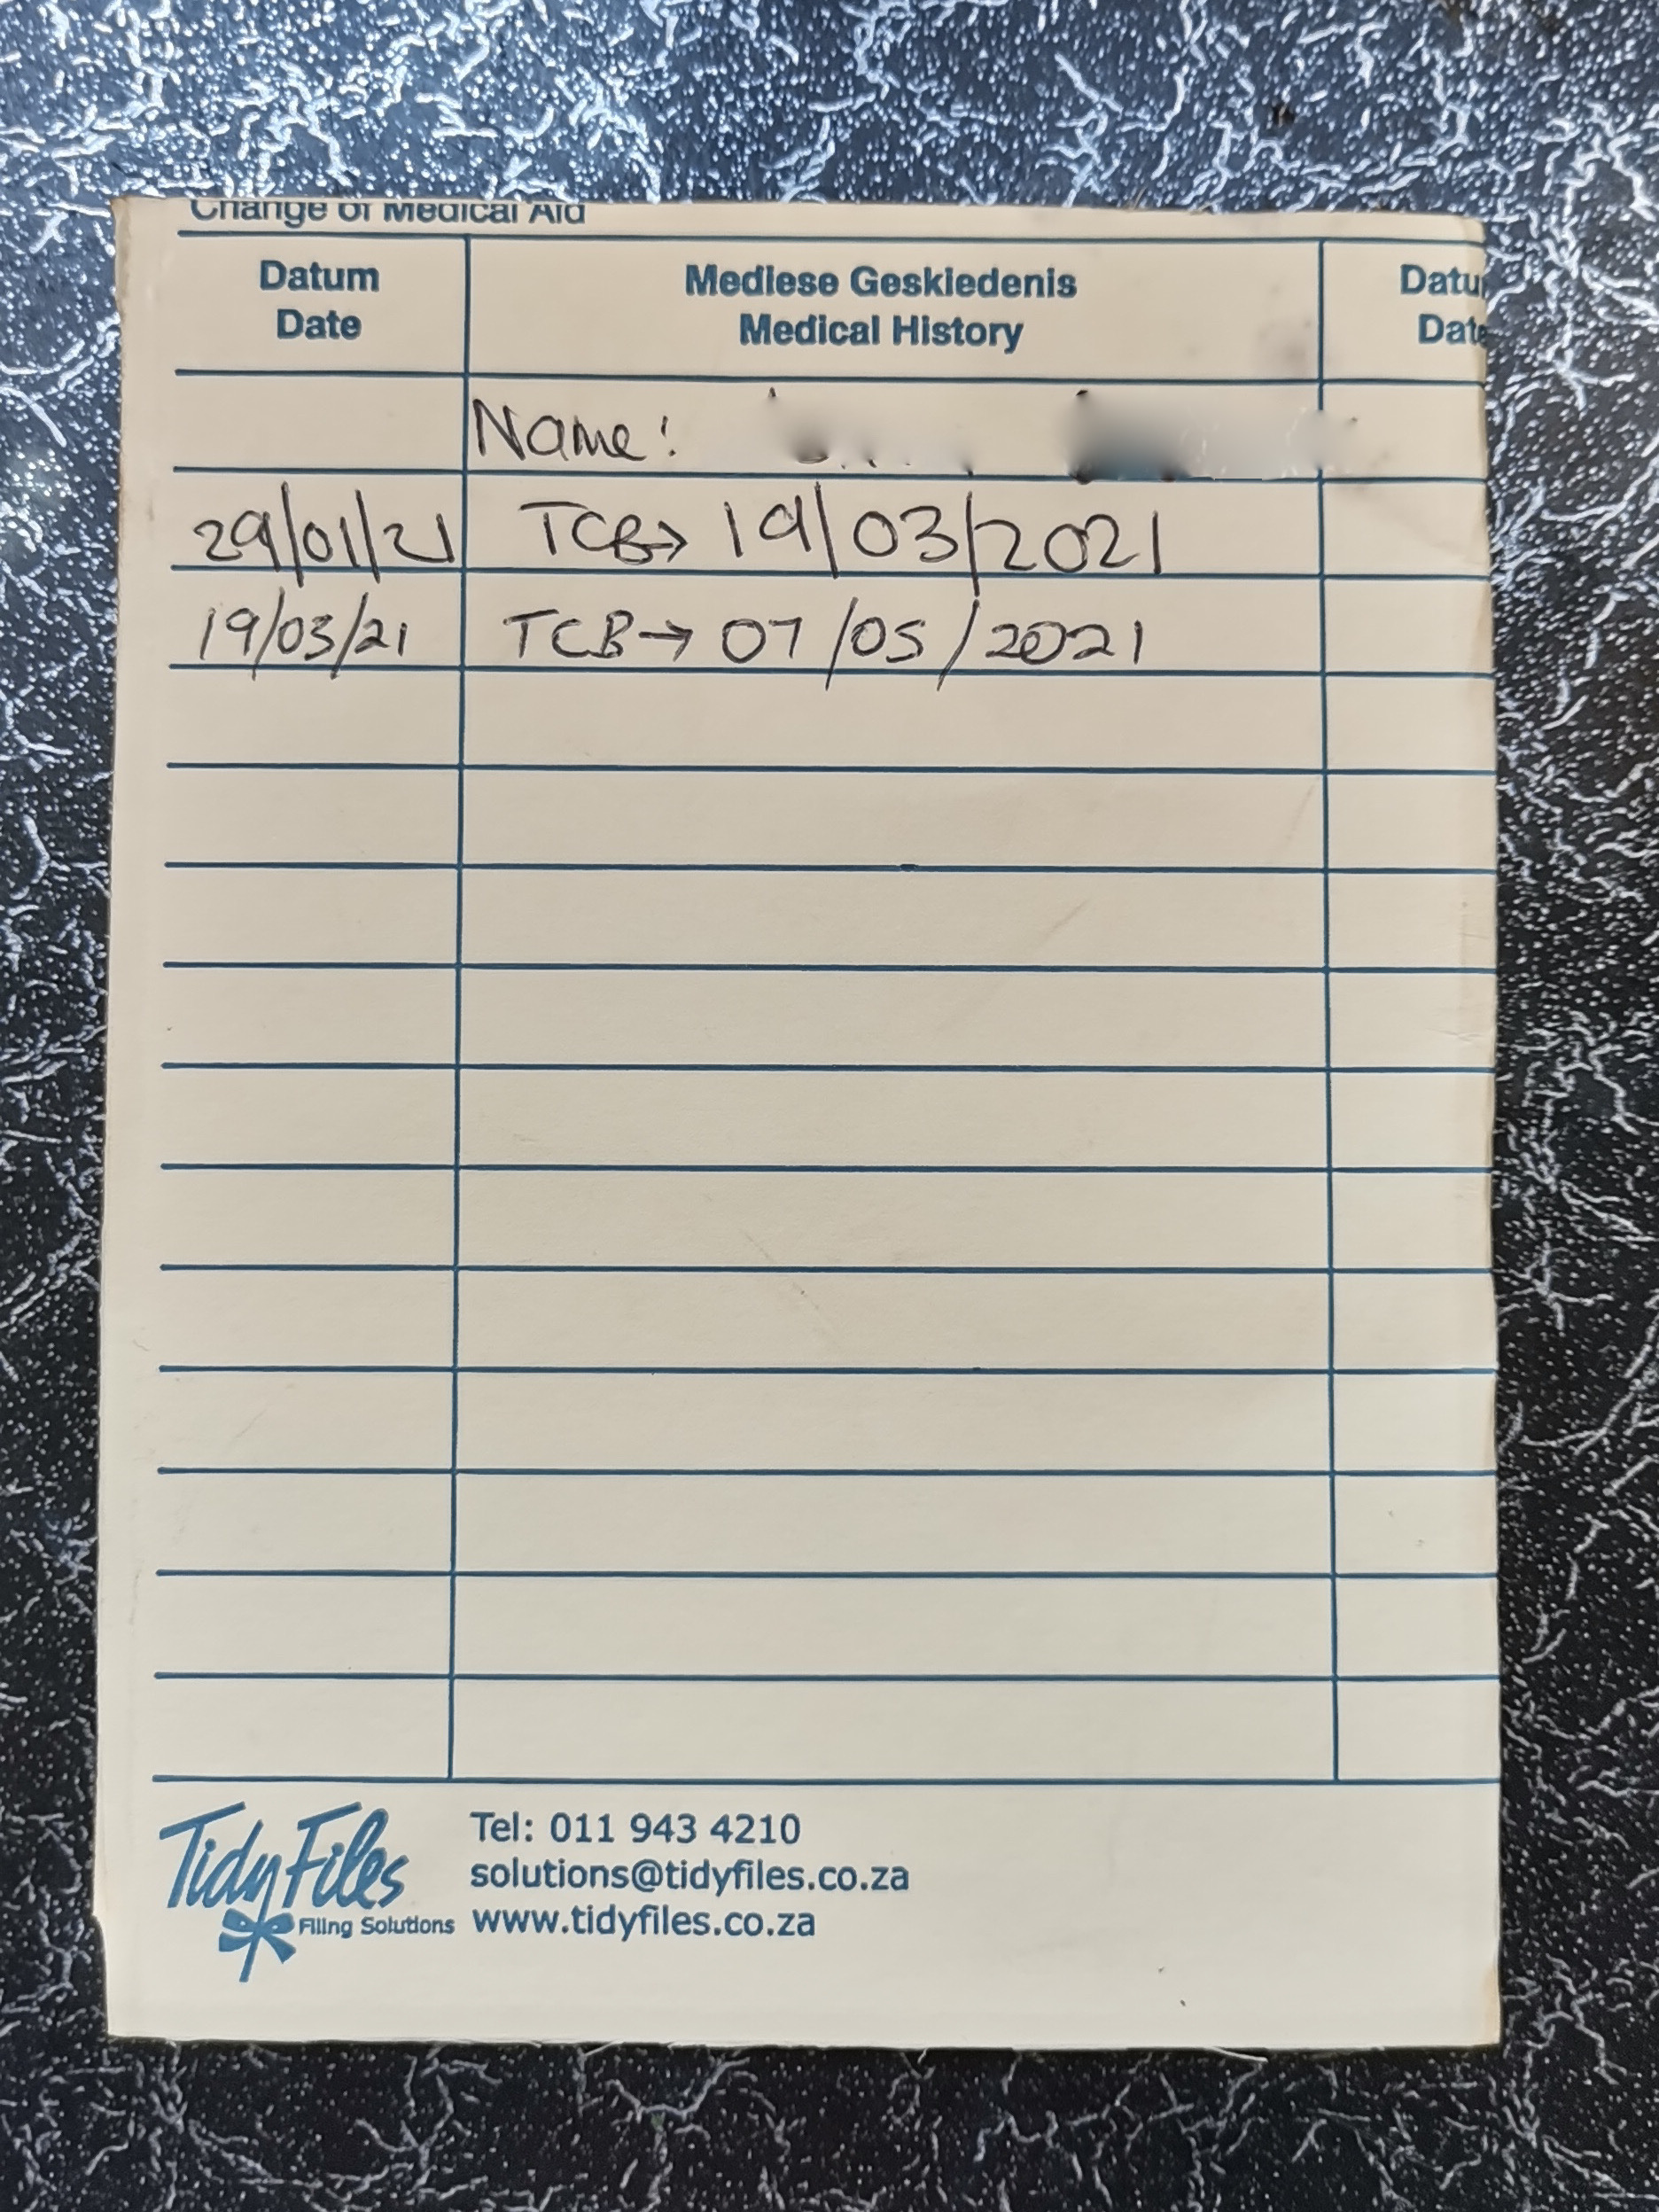 Change of Medical Aid
Datum
Date
Mediese Geskiedenis
Medical History
Datu
Date
Name:
29/01/21 TCB→ 19/03/2021
19/03/21 TCB→ 07/05/2021
Tidy Files
Filing Solutions
Tel: 011 943 4210
solutions@tidyfiles.co.za
www.tidyfiles.co.za